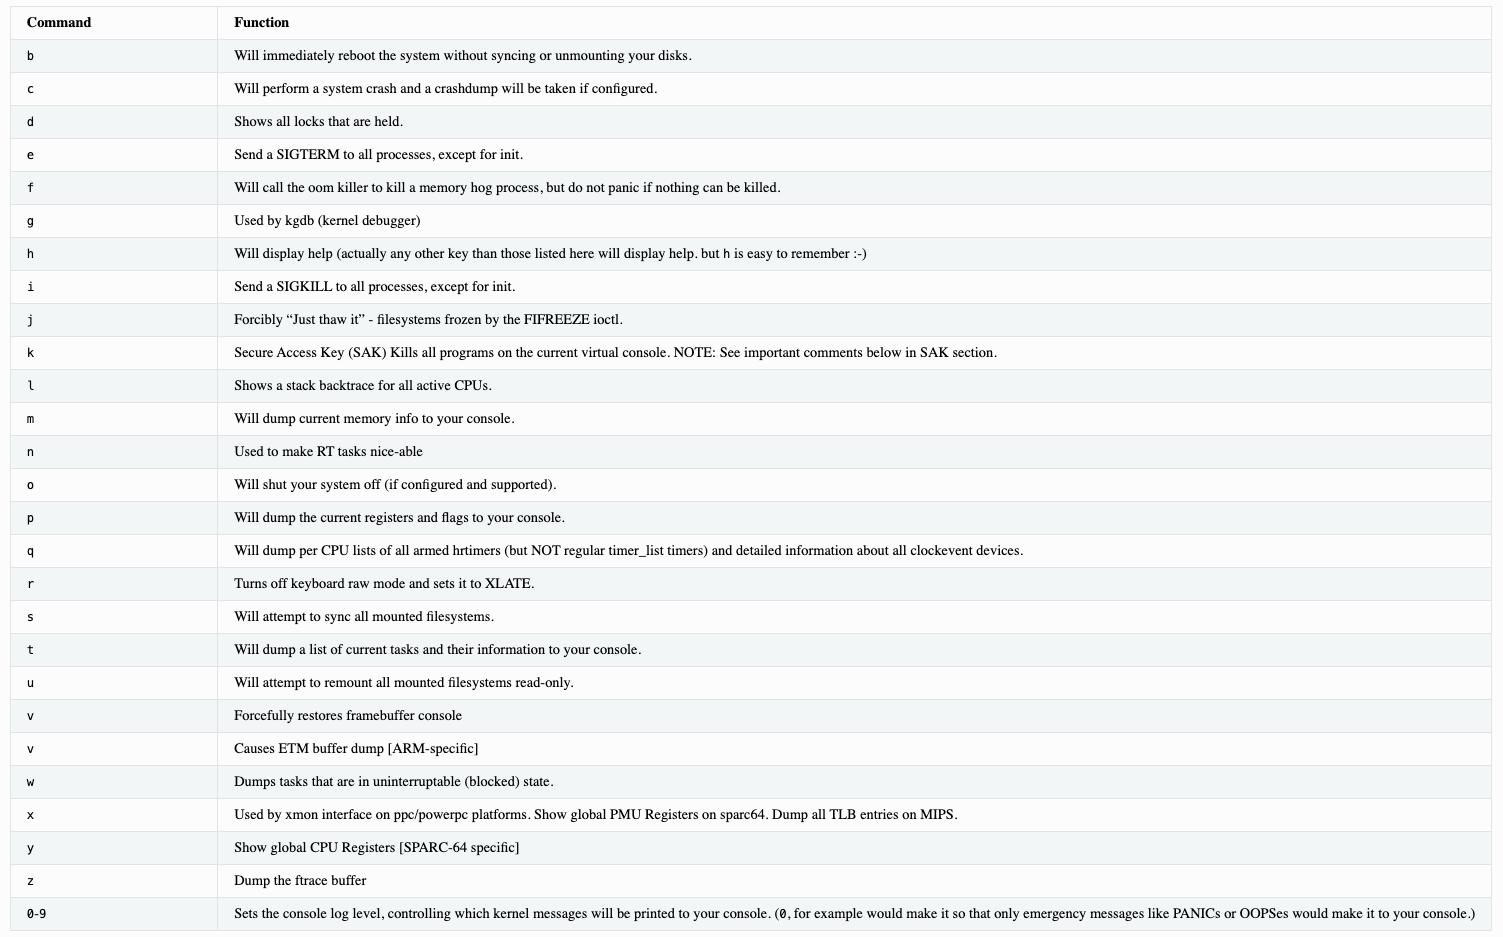 Command Function
b Will immediately reboot the system without syncing or unmounting your disks.
c Will perform a system crash and a crashdump will be taken if configured.
d Shows all locks that are held.
e Send a SIGTERM to all processes, except for init.
f Will call the oom killer to kill a memory hog process, but do not panic if nothing can be killed.
g Used by kgdb (kernel debugger)
h Will display help (actually any other key than those listed here will display help. but h is easy to remember :-)
i Send a SIGKILL to all processes, except for init.
j Forcibly “Just thaw it” - filesystems frozen by the FIFREEZE ioctl.
k Secure Access Key (SAK) Kills all programs on the current virtual console. NOTE: See important comments below in SAK section.
l Shows a stack backtrace for all active CPUs.
m Will dump current memory info to your console.
n Used to make RT tasks nice-able
o Will shut your system off (if configured and supported).
p Will dump the current registers and flags to your console.
q Will dump per CPU lists of all armed hrtimers (but NOT regular timer_list timers) and detailed information about all clockevent devices.
r Turns off keyboard raw mode and sets it to XLATE.
s Will attempt to sync all mounted filesystems.
t Will dump a list of current tasks and their information to your console.
u Will attempt to remount all mounted filesystems read-only.
v Forcefully restores framebuffer console
v Causes ETM buffer dump [ARM-specific]
w Dumps tasks that are in uninterruptable (blocked) state.
x Used by xmon interface on ppc/powerpc platforms. Show global PMU Registers on sparc64. Dump all TLB entries on MIPS.
y Show global CPU Registers [SPARC-64 specific]
z Dump the ftrace buffer
0-9 Sets the console log level, controlling which kernel messages will be printed to your console. (0, for example would make it so that only emergency messages like PANICs or OOPSes would make it to your console.)